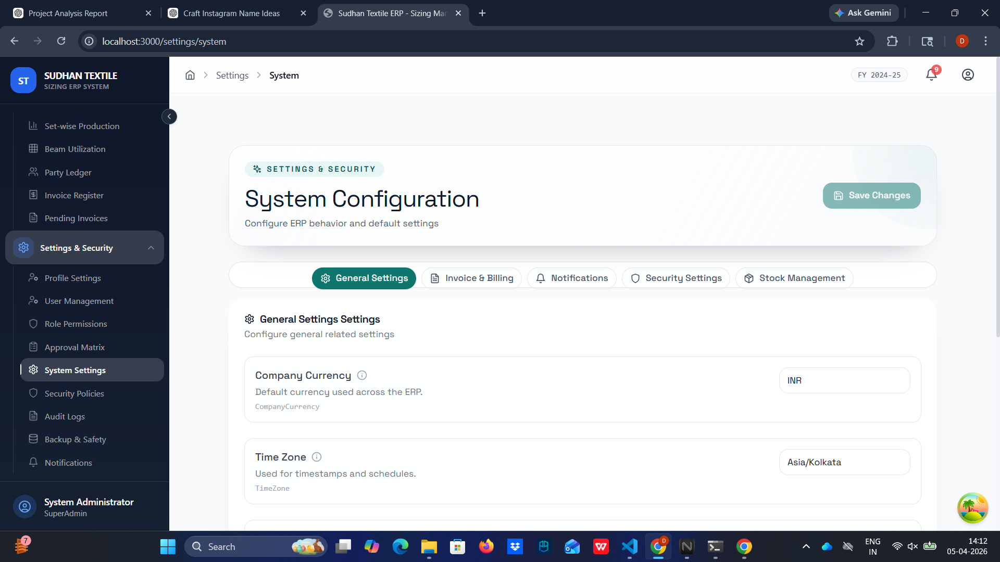 Project Analysis Report
Craft Instagram Name Ideas
Sudhan Textile ERP - Sizing Mar
Ask Gemini
localhost:3000/settings/system
D
ST
SUDHAN TEXTILE
SIZING ERP SYSTEM
Settings
System
FY 2024-25
9
Set-wise Production
Beam Utilization
Party Ledger
Invoice Register
Pending Invoices
Settings & Security
Profile Settings
User Management
Role Permissions
Approval Matrix
System Settings
Security Policies
Audit Logs
Backup & Safety
Notifications
System Administrator
SuperAdmin
SETTINGS & SECURITY
System Configuration
Configure ERP behavior and default settings
Save Changes
General Settings
Invoice & Billing
Notifications
Security Settings
Stock Management
General Settings Settings
Configure general related settings
Company Currency
Default currency used across the ERP.
CompanyCurrency
INR
Time Zone
Used for timestamps and schedules.
TimeZone
Asia/Kolkata
7
Search
D
ENG
IN
14:12
05-04-2026